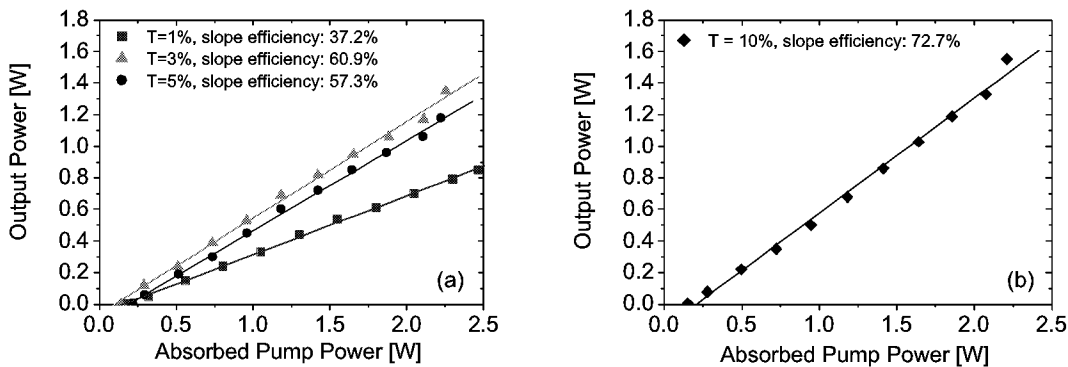 1.8
1.6
1.4
1.2
1.0
0.8
0.6
0.4
0.2
0.0
Output Power [W]
T=1%, slope efficiency: 37.2%
T=3%, slope efficiency: 60.9%
T=5%, slope efficiency: 57.3%
(a)
0.0 0.5 1.0 1.5 2.0 2.5
Absorbed Pump Power [W]
1.8
1.6
1.4
1.2
1.0
0.8
0.6
0.4
0.2
0.0
Output Power [W]
T = 10%, slope efficiency: 72.7%
(b)
0.0 0.5 1.0 1.5 2.0 2.5
Absorbed Pump Power [W]